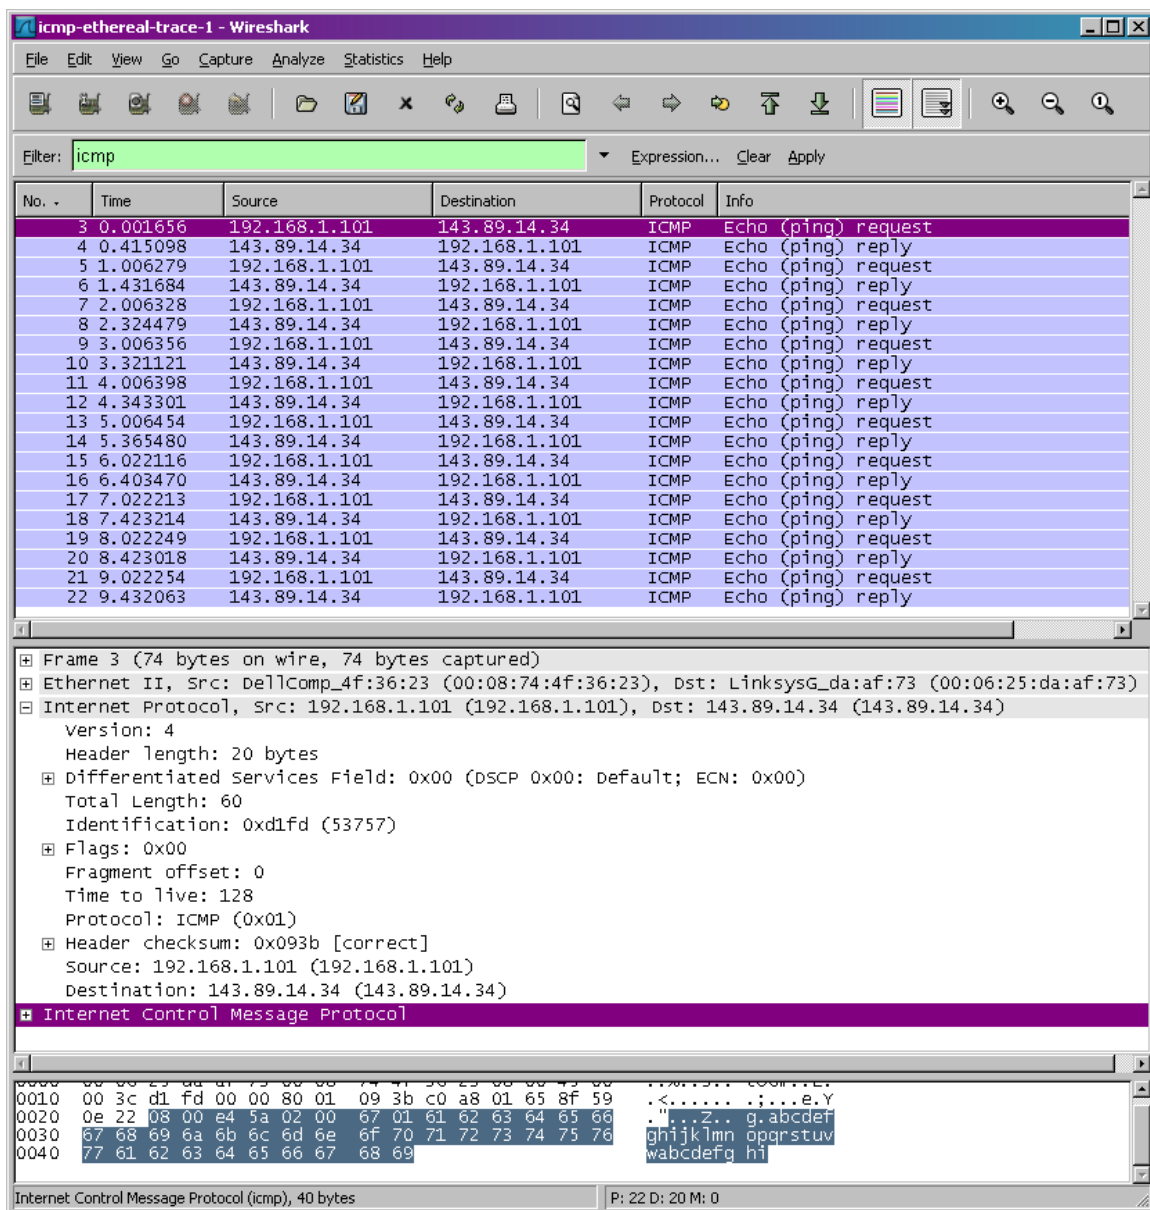 icmp-ethereal-trace-1 - Wireshark
File Edit View Go Capture Analyze Statistics Help
Filter: icmp Expression... Clear Apply
No. Time Source Destination Protocol Info
3 0.001656 192.168.1.101 143.89.14.34 ICMP Echo (ping) request
4 0.415098 143.89.14.34 192.168.1.101 ICMP Echo (ping) reply
5 1.006279 192.168.1.101 143.89.14.34 ICMP Echo (ping) request
6 1.431684 143.89.14.34 192.168.1.101 ICMP Echo (ping) reply
7 2.006328 192.168.1.101 143.89.14.34 ICMP Echo (ping) request
8 2.324479 143.89.14.34 192.168.1.101 ICMP Echo (ping) reply
9 3.006356 192.168.1.101 143.89.14.34 ICMP Echo (ping) request
10 3.321121 143.89.14.34 192.168.1.101 ICMP Echo (ping) reply
11 4.006398 192.168.1.101 143.89.14.34 ICMP Echo (ping) request
12 4.343301 143.89.14.34 192.168.1.101 ICMP Echo (ping) reply
13 5.006454 192.168.1.101 143.89.14.34 ICMP Echo (ping) request
14 5.365480 143.89.14.34 192.168.1.101 ICMP Echo (ping) reply
15 6.022116 192.168.1.101 143.89.14.34 ICMP Echo (ping) request
16 6.403470 143.89.14.34 192.168.1.101 ICMP Echo (ping) reply
17 7.022213 192.168.1.101 143.89.14.34 ICMP Echo (ping) request
18 7.423214 143.89.14.34 192.168.1.101 ICMP Echo (ping) reply
19 8.022249 192.168.1.101 143.89.14.34 ICMP Echo (ping) request
20 8.423018 143.89.14.34 192.168.1.101 ICMP Echo (ping) reply
21 9.022254 192.168.1.101 143.89.14.34 ICMP Echo (ping) request
22 9.432063 143.89.14.34 192.168.1.101 ICMP Echo (ping) reply
Frame 3 (74 bytes on wire, 74 bytes captured)
Ethernet II, Src: DellComp_4f:36:23 (00:08:74:4f:36:23), Dst: LinksysG_da:af:73 (00:06:25:da:af:73)
Internet Protocol, Src: 192.168.1.101 (192.168.1.101), Dst: 143.89.14.34 (143.89.14.34)
Version: 4
Header length: 20 bytes
Differentiated Services Field: 0x00 (DSCP 0x00: Default; ECN: 0x00)
Total Length: 60
Identification: 0xd1fd (53757)
Flags: 0x00
Fragment offset: 0
Time to live: 128
Protocol: ICMP (0x01)
Header checksum: 0x093b [correct]
Source: 192.168.1.101 (192.168.1.101)
Destination: 143.89.14.34 (143.89.14.34)
Internet Control Message Protocol
0010 00 3c d1 fd 00 00 80 01 09 3b c0 a8 01 65 8f 59 .<...... .;...e.Y
0020 0e 22 08 00 e4 5a 02 00 67 01 61 62 63 64 65 66 ."...Z.. g.abcdef
0030 67 68 69 6a 6b 6c 6d 6e 6f 70 71 72 73 74 75 76 ghijklmn opqrstuv
0040 77 61 62 63 64 65 66 67 68 69 wabcdefg hi
Internet Control Message Protocol (icmp), 40 bytes P: 22 D: 20 M: 0